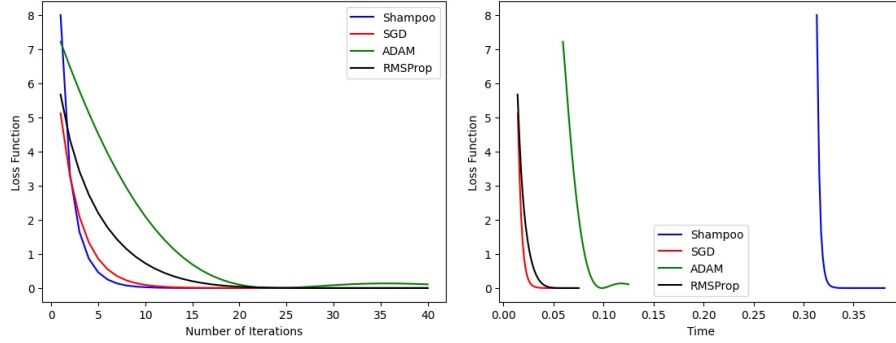 8
7
6
5
4
3
2
1
0
Loss Function
1
5
10
15
20
25
30
35
40
Number of Iterations
Shampoo
SGD
ADAM
RMSProp
8
7
6
5
4
3
2
1
0
Loss Function
0.00
0.05
0.10
0.15
0.20
0.25
0.30
0.35
Time
Shampoo
SGD
ADAM
RMSProp